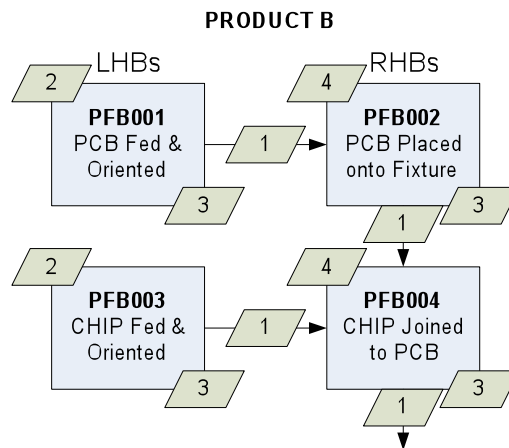 PRODUCT B
LHBs
RHBs
2
PFB001
PCB Fed &
Oriented
3
1
4
PFB002
PCB Placed
onto Fixture
3
1
2
PFB003
CHIP Fed &
Oriented
3
1
4
PFB004
CHIP Joined
to PCB
3
1